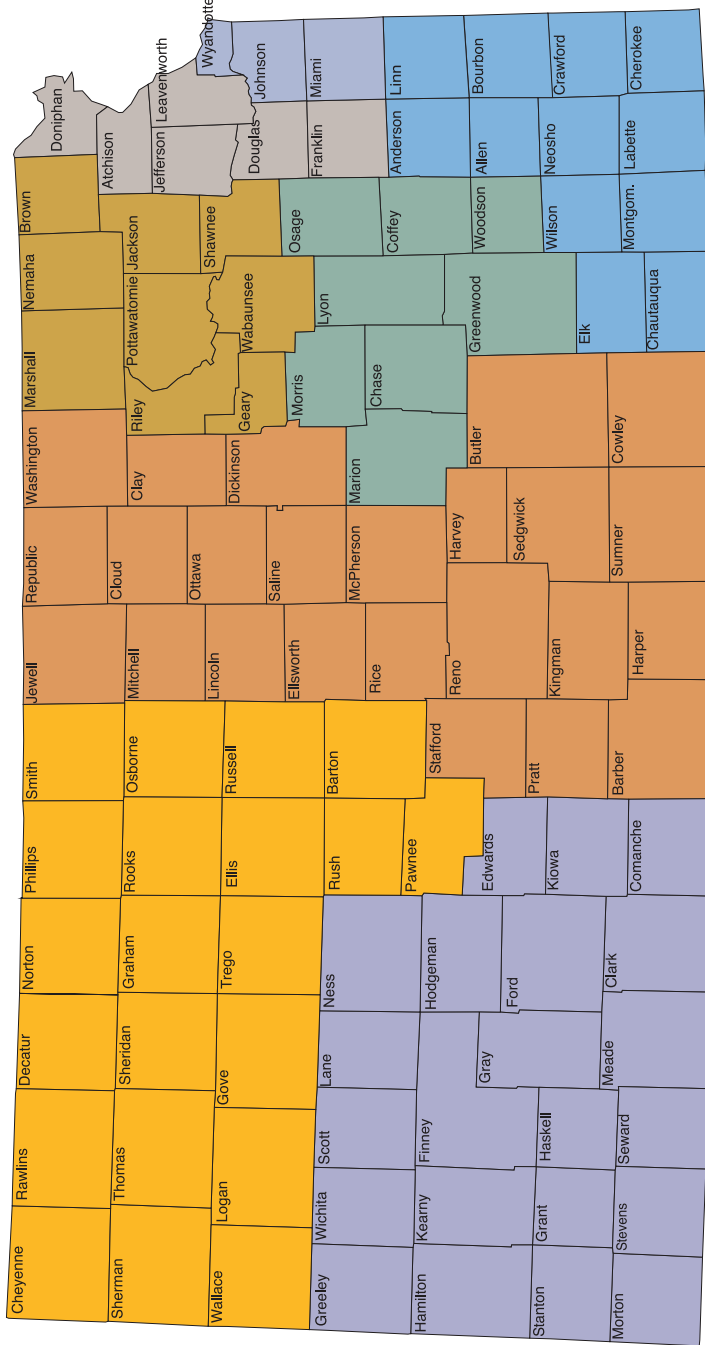 Cheyenne
Rawlins
Decatur
Norton
Phillips
Smith
Jewell
Republic
Washington
Marshall
Nemaha
Brown
Doniphan
Sherman
Thomas
Sheridan
Graham
Rooks
Osborne
Mitchell
Cloud
Clay
Riley
Pottawatomie
Jackson
Atchison
Jefferson
Leavenworth
Wyandotte
Wallace
Logan
Gove
Trego
Ellis
Russell
Lincoln
Ottawa
Dickinson
Geary
Wabaunsee
Shawnee
Douglas
Johnson
Greeley
Wichita
Scott
Lane
Ness
Rush
Barton
Ellsworth
Saline
Morris
Lyon
Osage
Franklin
Miami
Hamilton
Kearny
Finney
Hodgeman
Pawnee
Stafford
Rice
McPherson
Marion
Chase
Coffey
Anderson
Linn
Gray
Ford
Edwards
Reno
Harvey
Butler
Greenwood
Woodson
Allen
Bourbon
Stanton
Grant
Haskell
Kiowa
Pratt
Kingman
Sedgwick
Elk
Wilson
Neosho
Crawford
Morton
Stevens
Seward
Meade
Clark
Comanche
Barber
Harper
Sumner
Cowley
Chautauqua
Montgom.
Labette
Cherokee